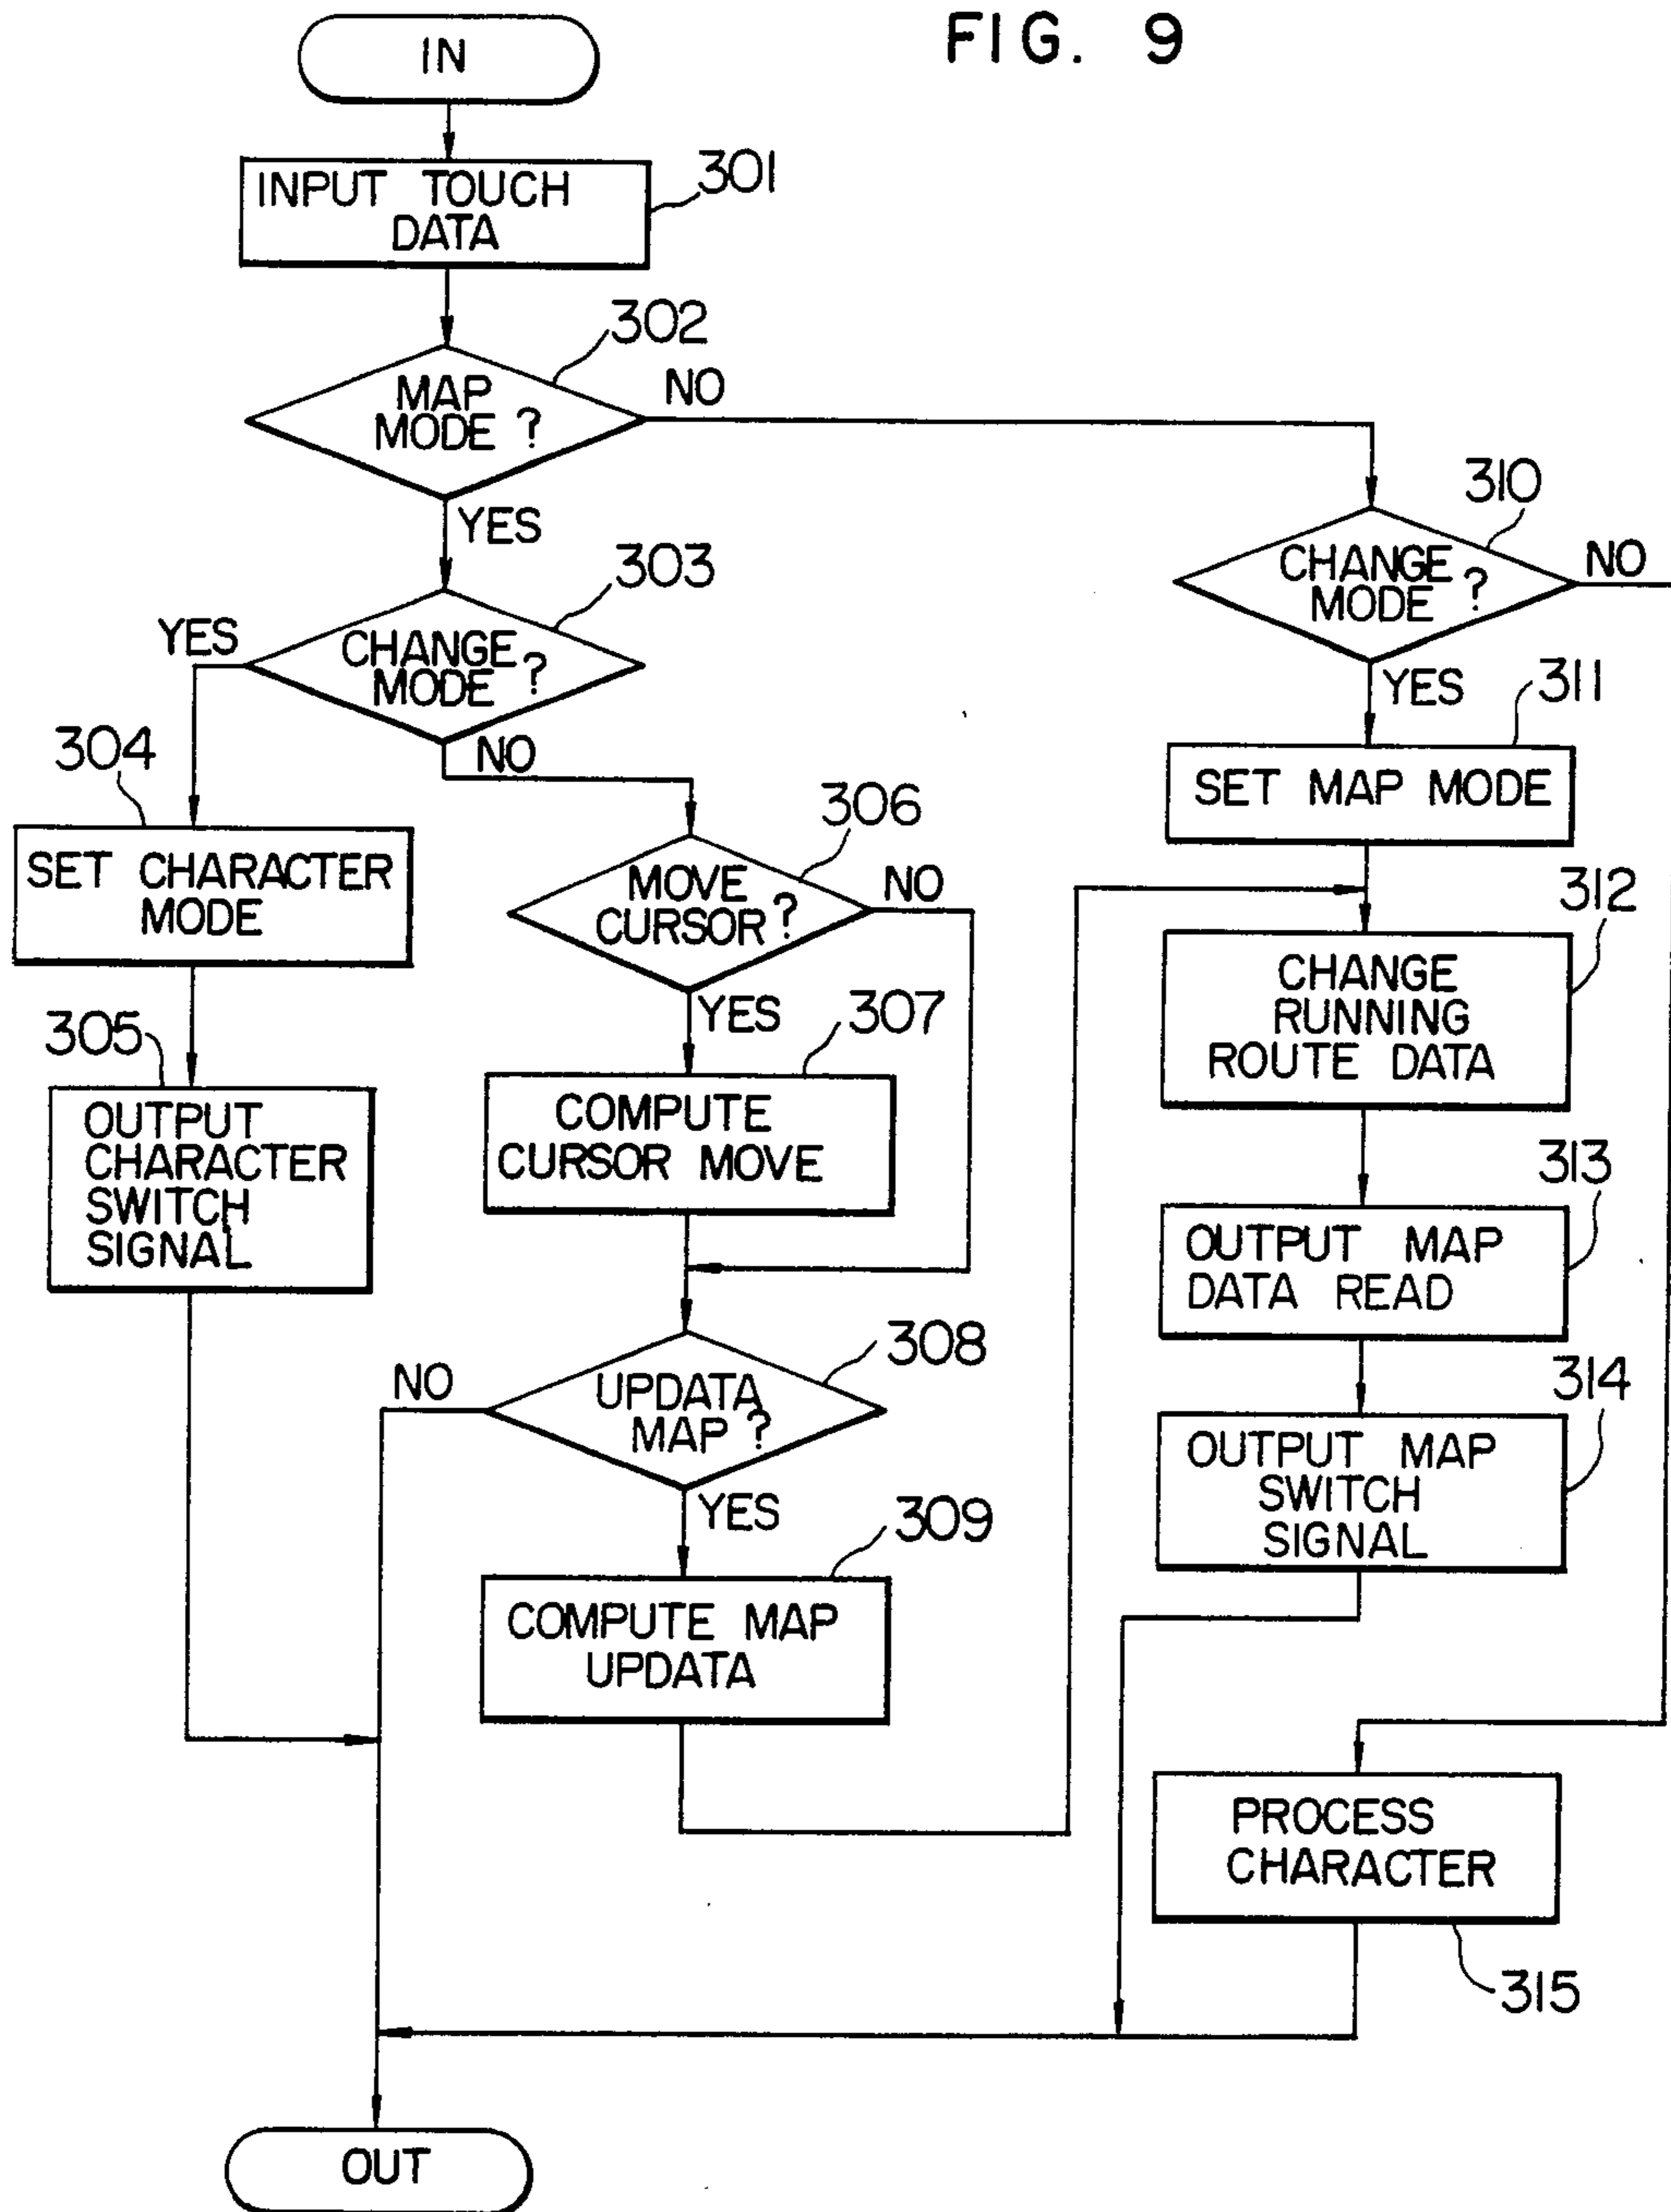 FIG. 9
IN
INPUT TOUCH
DATA
301
MAP
MODE ?
302
NO
YES
CHANGE
MODE ?
303
YES
NO
304
SET CHARACTER
MODE
305
OUTPUT
CHARACTER
SWITCH
SIGNAL
MOVE
CURSOR ?
306
NO
YES
307
COMPUTE
CURSOR MOVE
UPDATA
MAP ?
308
NO
YES
309
COMPUTE MAP
UPDATA
CHANGE
MODE ?
310
NO
YES
311
SET MAP MODE
312
CHANGE
RUNNING
ROUTE DATA
313
OUTPUT MAP
DATA READ
314
OUTPUT MAP
SWITCH
SIGNAL
PROCESS
CHARACTER
315
OUT